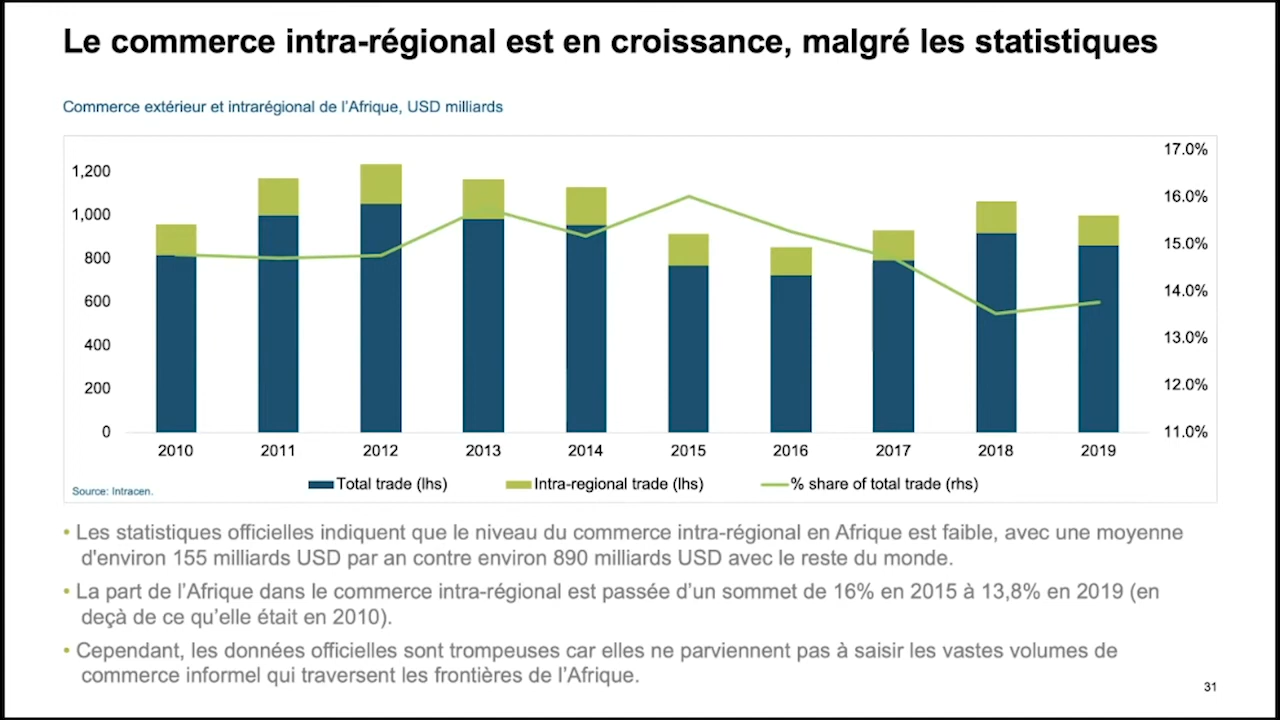 Le commerce intra-régional est en croissance, malgré les statistiques
Commerce extérieur et intrarégional de l’Afrique, USD milliards
1,200
1,000
800
600
400
200
0
17.0%
16.0%
15.0%
14.0%
13.0%
12.0%
11.0%
2010 2011 2012 2013 2014 2015 2016 2017 2018 2019
Total trade (lhs) Intra-regional trade (lhs) % share of total trade (rhs)
Source: Intracen.
• Les statistiques officielles indiquent que le niveau du commerce intra-régional en Afrique est faible, avec une moyenne
d'environ 155 milliards USD par an contre environ 890 milliards USD avec le reste du monde.
• La part de l’Afrique dans le commerce intra-régional est passée d’un sommet de 16% en 2015 à 13,8% en 2019 (en
deçà de ce qu’elle était en 2010).
• Cependant, les données officielles sont trompeuses car elles ne parviennent pas à saisir les vastes volumes de
commerce informel qui traversent les frontières de l’Afrique.
31